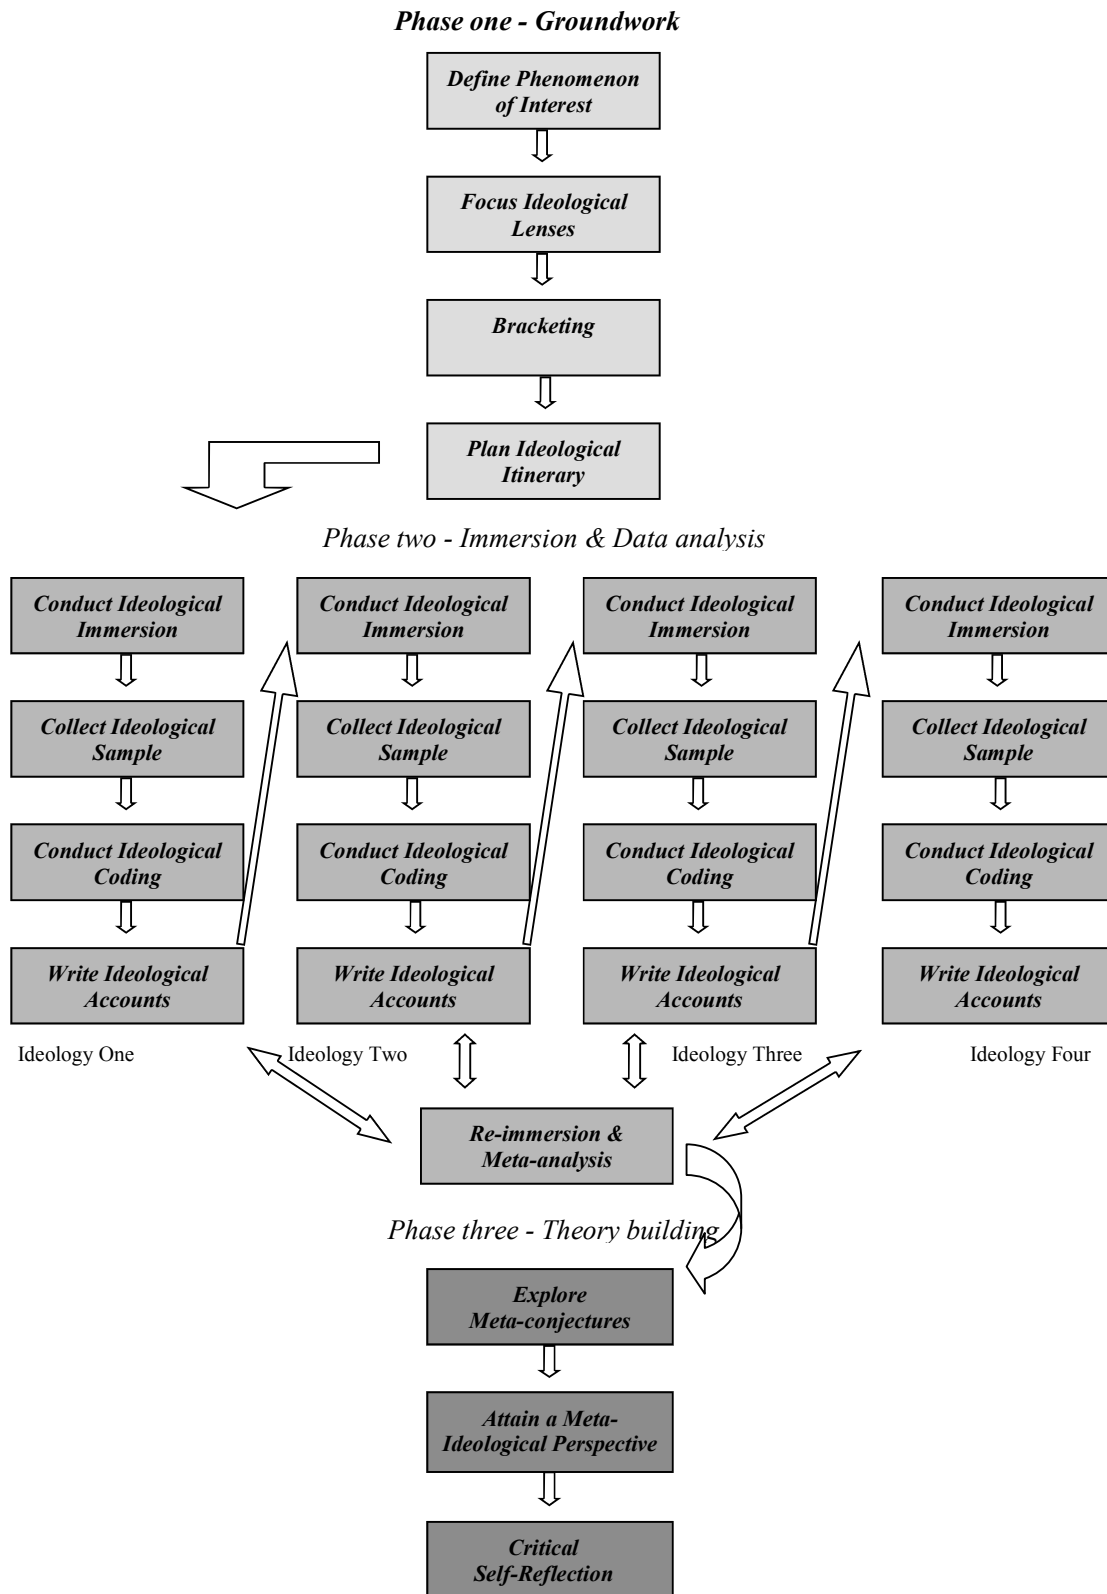 Phase one - Groundwork
Define Phenomenon
of Interest
Focus Ideological
Lenses
Bracketing
Plan Ideological
Itinerary
Phase two - Immersion & Data analysis
Conduct Ideological
Immersion
Collect Ideological
Sample
Conduct Ideological
Coding
Write Ideological
Accounts
Ideology One
Conduct Ideological
Immersion
Collect Ideological
Sample
Conduct Ideological
Coding
Write Ideological
Accounts
Ideology Two
Conduct Ideological
Immersion
Collect Ideological
Sample
Conduct Ideological
Coding
Write Ideological
Accounts
Ideology Three
Conduct Ideological
Immersion
Collect Ideological
Sample
Conduct Ideological
Coding
Write Ideological
Accounts
Ideology Four
Re-immersion &
Meta-analysis
Phase three - Theory building
Explore
Meta-conjectures
Attain a Meta-
Ideological Perspective
Critical
Self-Reflection